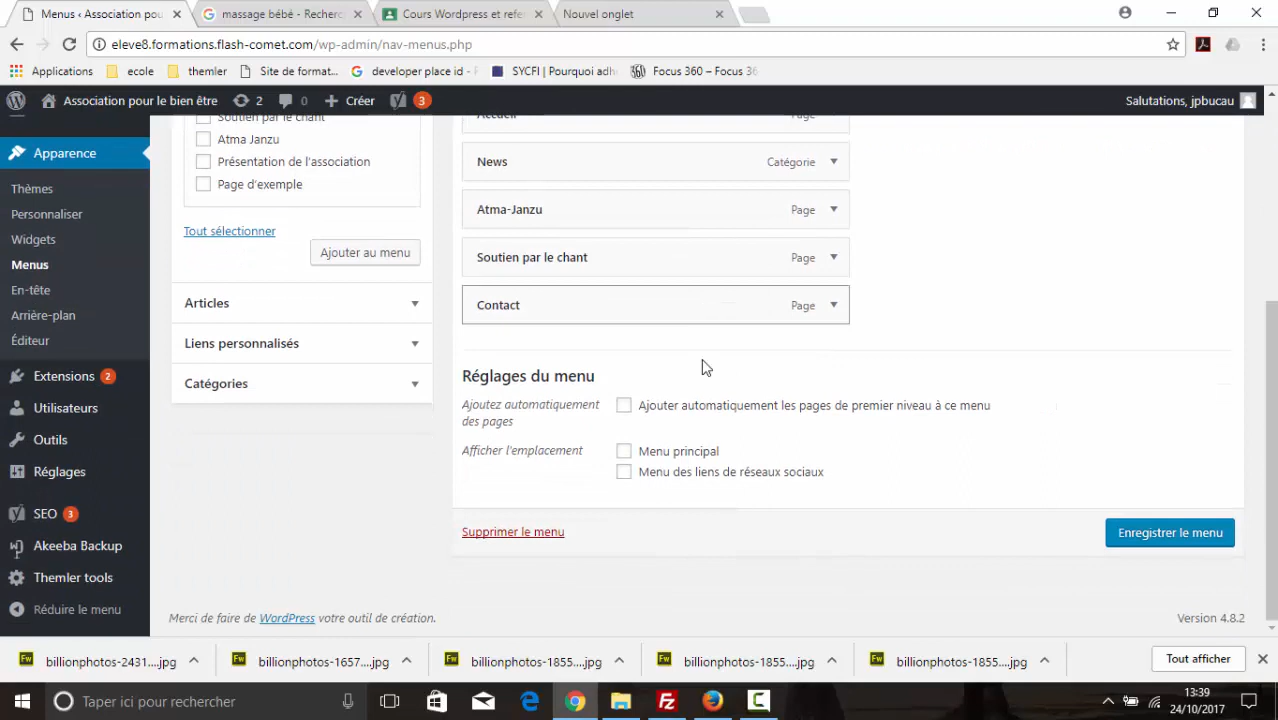 Menus ‹ Association pou
massage bébé - Recherc
Cours Wordpress et refer
Nouvel onglet
eleve8.formations.flash-comet.com/wp-admin/nav-menus.php
Applications
ecole
themler
Site de format...
developer place id -
SYCFI | Pourquoi adh
Focus 360 – Focus 36
Association pour le bien être
2
0
Créer
3
Salutations, jpbucau
Apparence
Thèmes
Personnaliser
Widgets
Menus
En-tête
Arrière-plan
Éditeur
Extensions 2
Utilisateurs
Outils
Réglages
SEO 3
Akeeba Backup
Themler tools
Réduire le menu
Soutien par le chant
Atma Janzu
Présentation de l'association
Page d'exemple
Tout sélectionner
Ajouter au menu
Articles
Liens personnalisés
Catégories
Accueil Page
News Catégorie
Atma-Janzu Page
Soutien par le chant Page
Contact Page
Réglages du menu
Ajoutez automatiquement
des pages
Ajouter automatiquement les pages de premier niveau à ce menu
Afficher l'emplacement
Menu principal
Menu des liens de réseaux sociaux
Supprimer le menu
Enregistrer le menu
Merci de faire de WordPress votre outil de création.
Version 4.8.2
billionphotos-2431....jpg
billionphotos-1657....jpg
billionphotos-1855....jpg
billionphotos-1855....jpg
billionphotos-1855....jpg
Tout afficher
Taper ici pour rechercher
13:39
24/10/2017